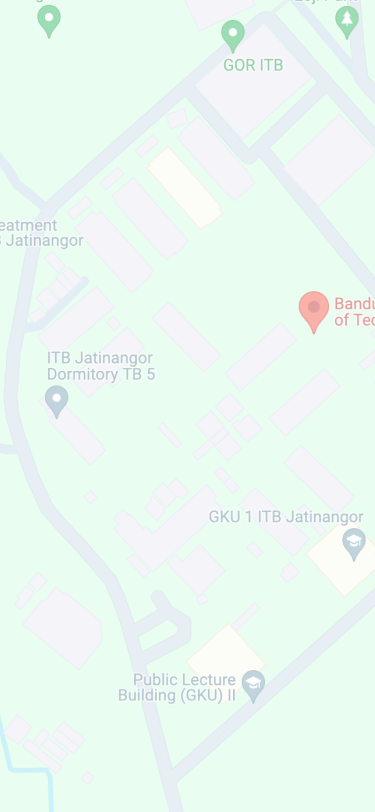 GOR ITB
eatment
Jatinangor
Bandu
of Tec
ITB Jatinangor
Dormitory TB 5
GKU 1 ITB Jatinangor
Public Lecture
Building (GKU) II